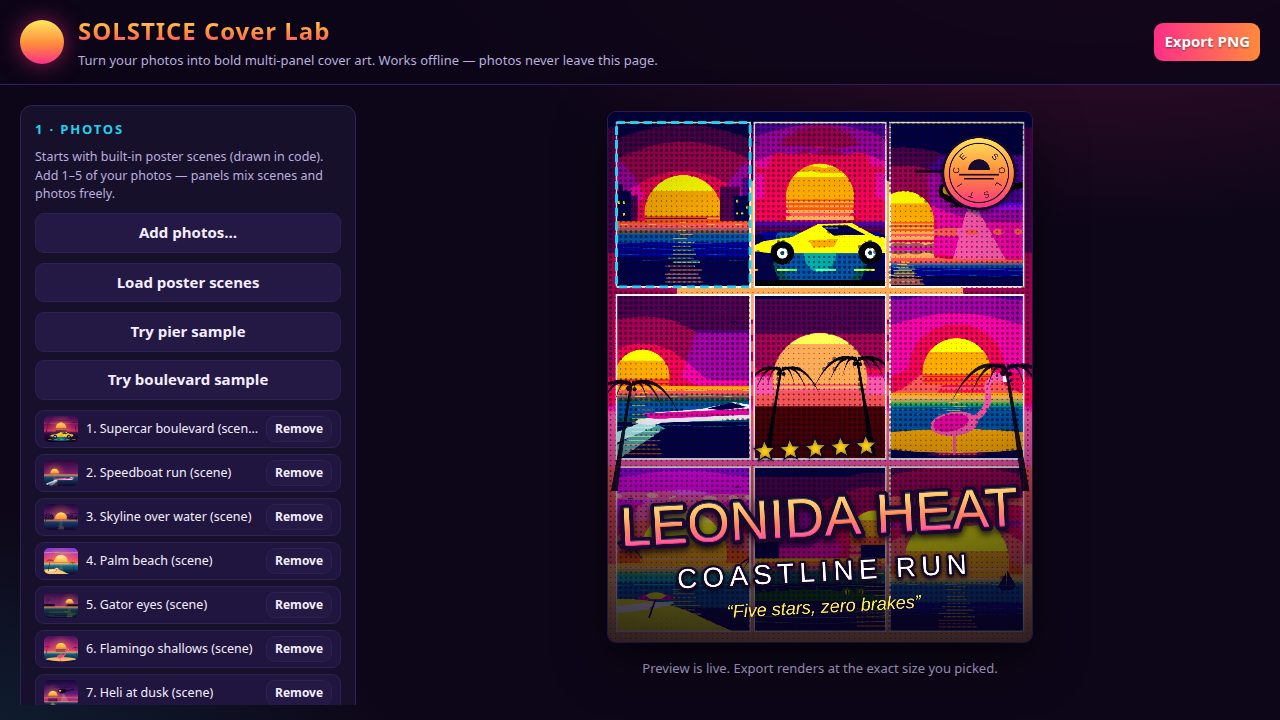 SOLSTICE Cover Lab
Turn your photos into bold multi-panel cover art. Works offline — photos never leave this page.
Export PNG
1 · PHOTOS
Starts with built-in poster scenes (drawn in code).
Add 1–5 of your photos — panels mix scenes and
photos freely.
Add photos...
Load poster scenes
Try pier sample
Try boulevard sample
1. Supercar boulevard (scen... Remove
2. Speedboat run (scene) Remove
3. Skyline over water (scene) Remove
4. Palm beach (scene) Remove
5. Gator eyes (scene) Remove
6. Flamingo shallows (scene) Remove
7. Heli at dusk (scene) Remove
SOLSTICE
LEONIDA HEAT
COASTLINE RUN
“Five stars, zero brakes”
Preview is live. Export renders at the exact size you picked.